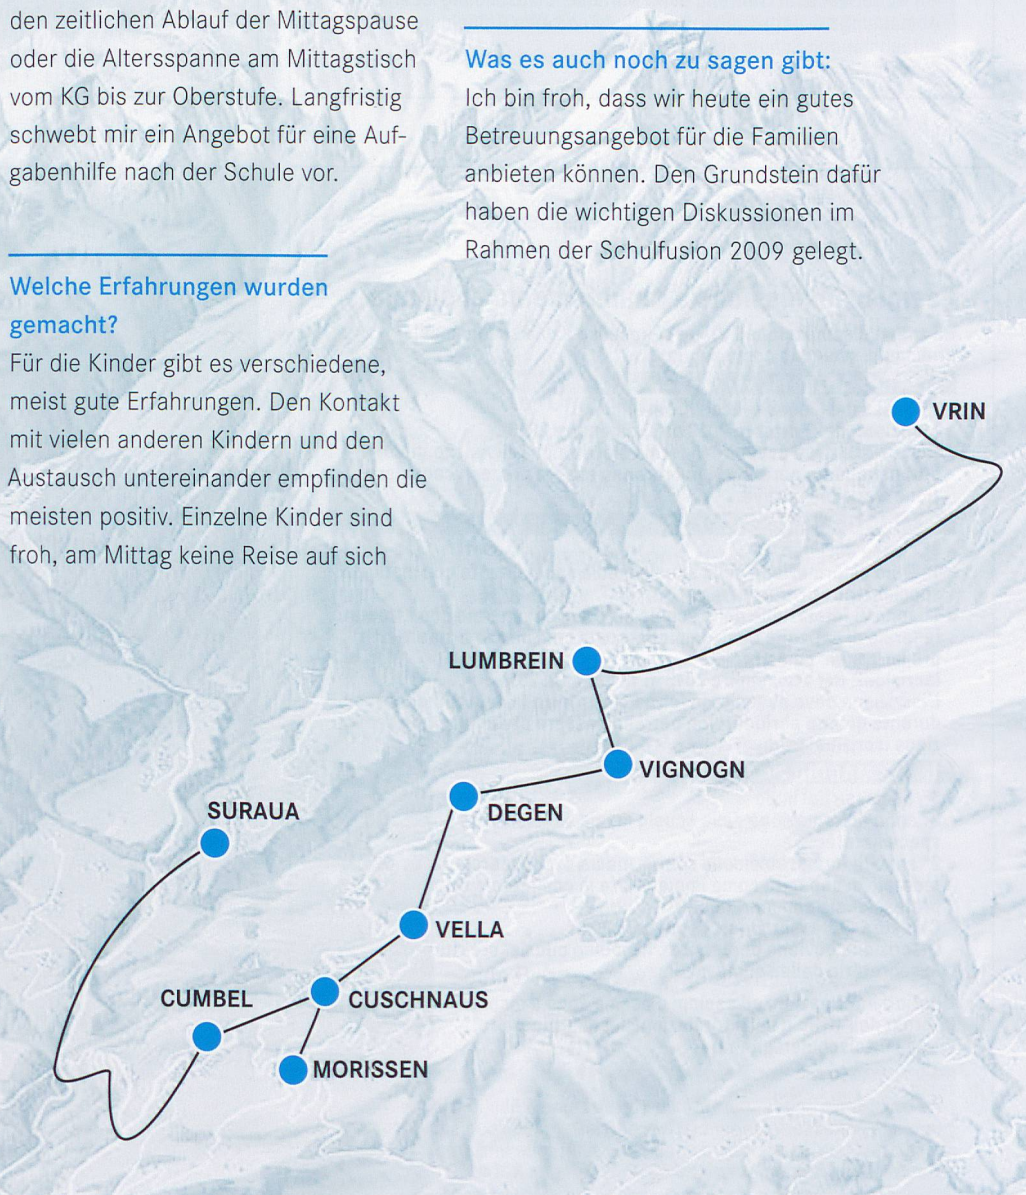 den zeitlichen Ablauf der Mittagspause
oder die Altersspanne am Mittagstisch
vom KG bis zur Oberstufe. Langfristig
schwebt mir ein Angebot für eine Auf-
gabenhilfe nach der Schule vor.
Welche Erfahrungen wurden
gemacht?
Für die Kinder gibt es verschiedene,
meist gute Erfahrungen. Den Kontakt
mit vielen anderen Kindern und den
Austausch untereinander empfinden die
meisten positiv. Einzelne Kinder sind
froh, am Mittag keine Reise auf sich
Was es auch noch zu sagen gibt:
Ich bin froh, dass wir heute ein gutes
Betreuungsangebot für die Familien
anbieten können. Den Grundstein dafür
haben die wichtigen Diskussionen im
Rahmen der Schulfusion 2009 gelegt.
VRIN
LUMBREIN
VIGNOGN
DEGEN
SURAUA
VELLA
CUMBEL
CUSCHNAUS
MORISSEN